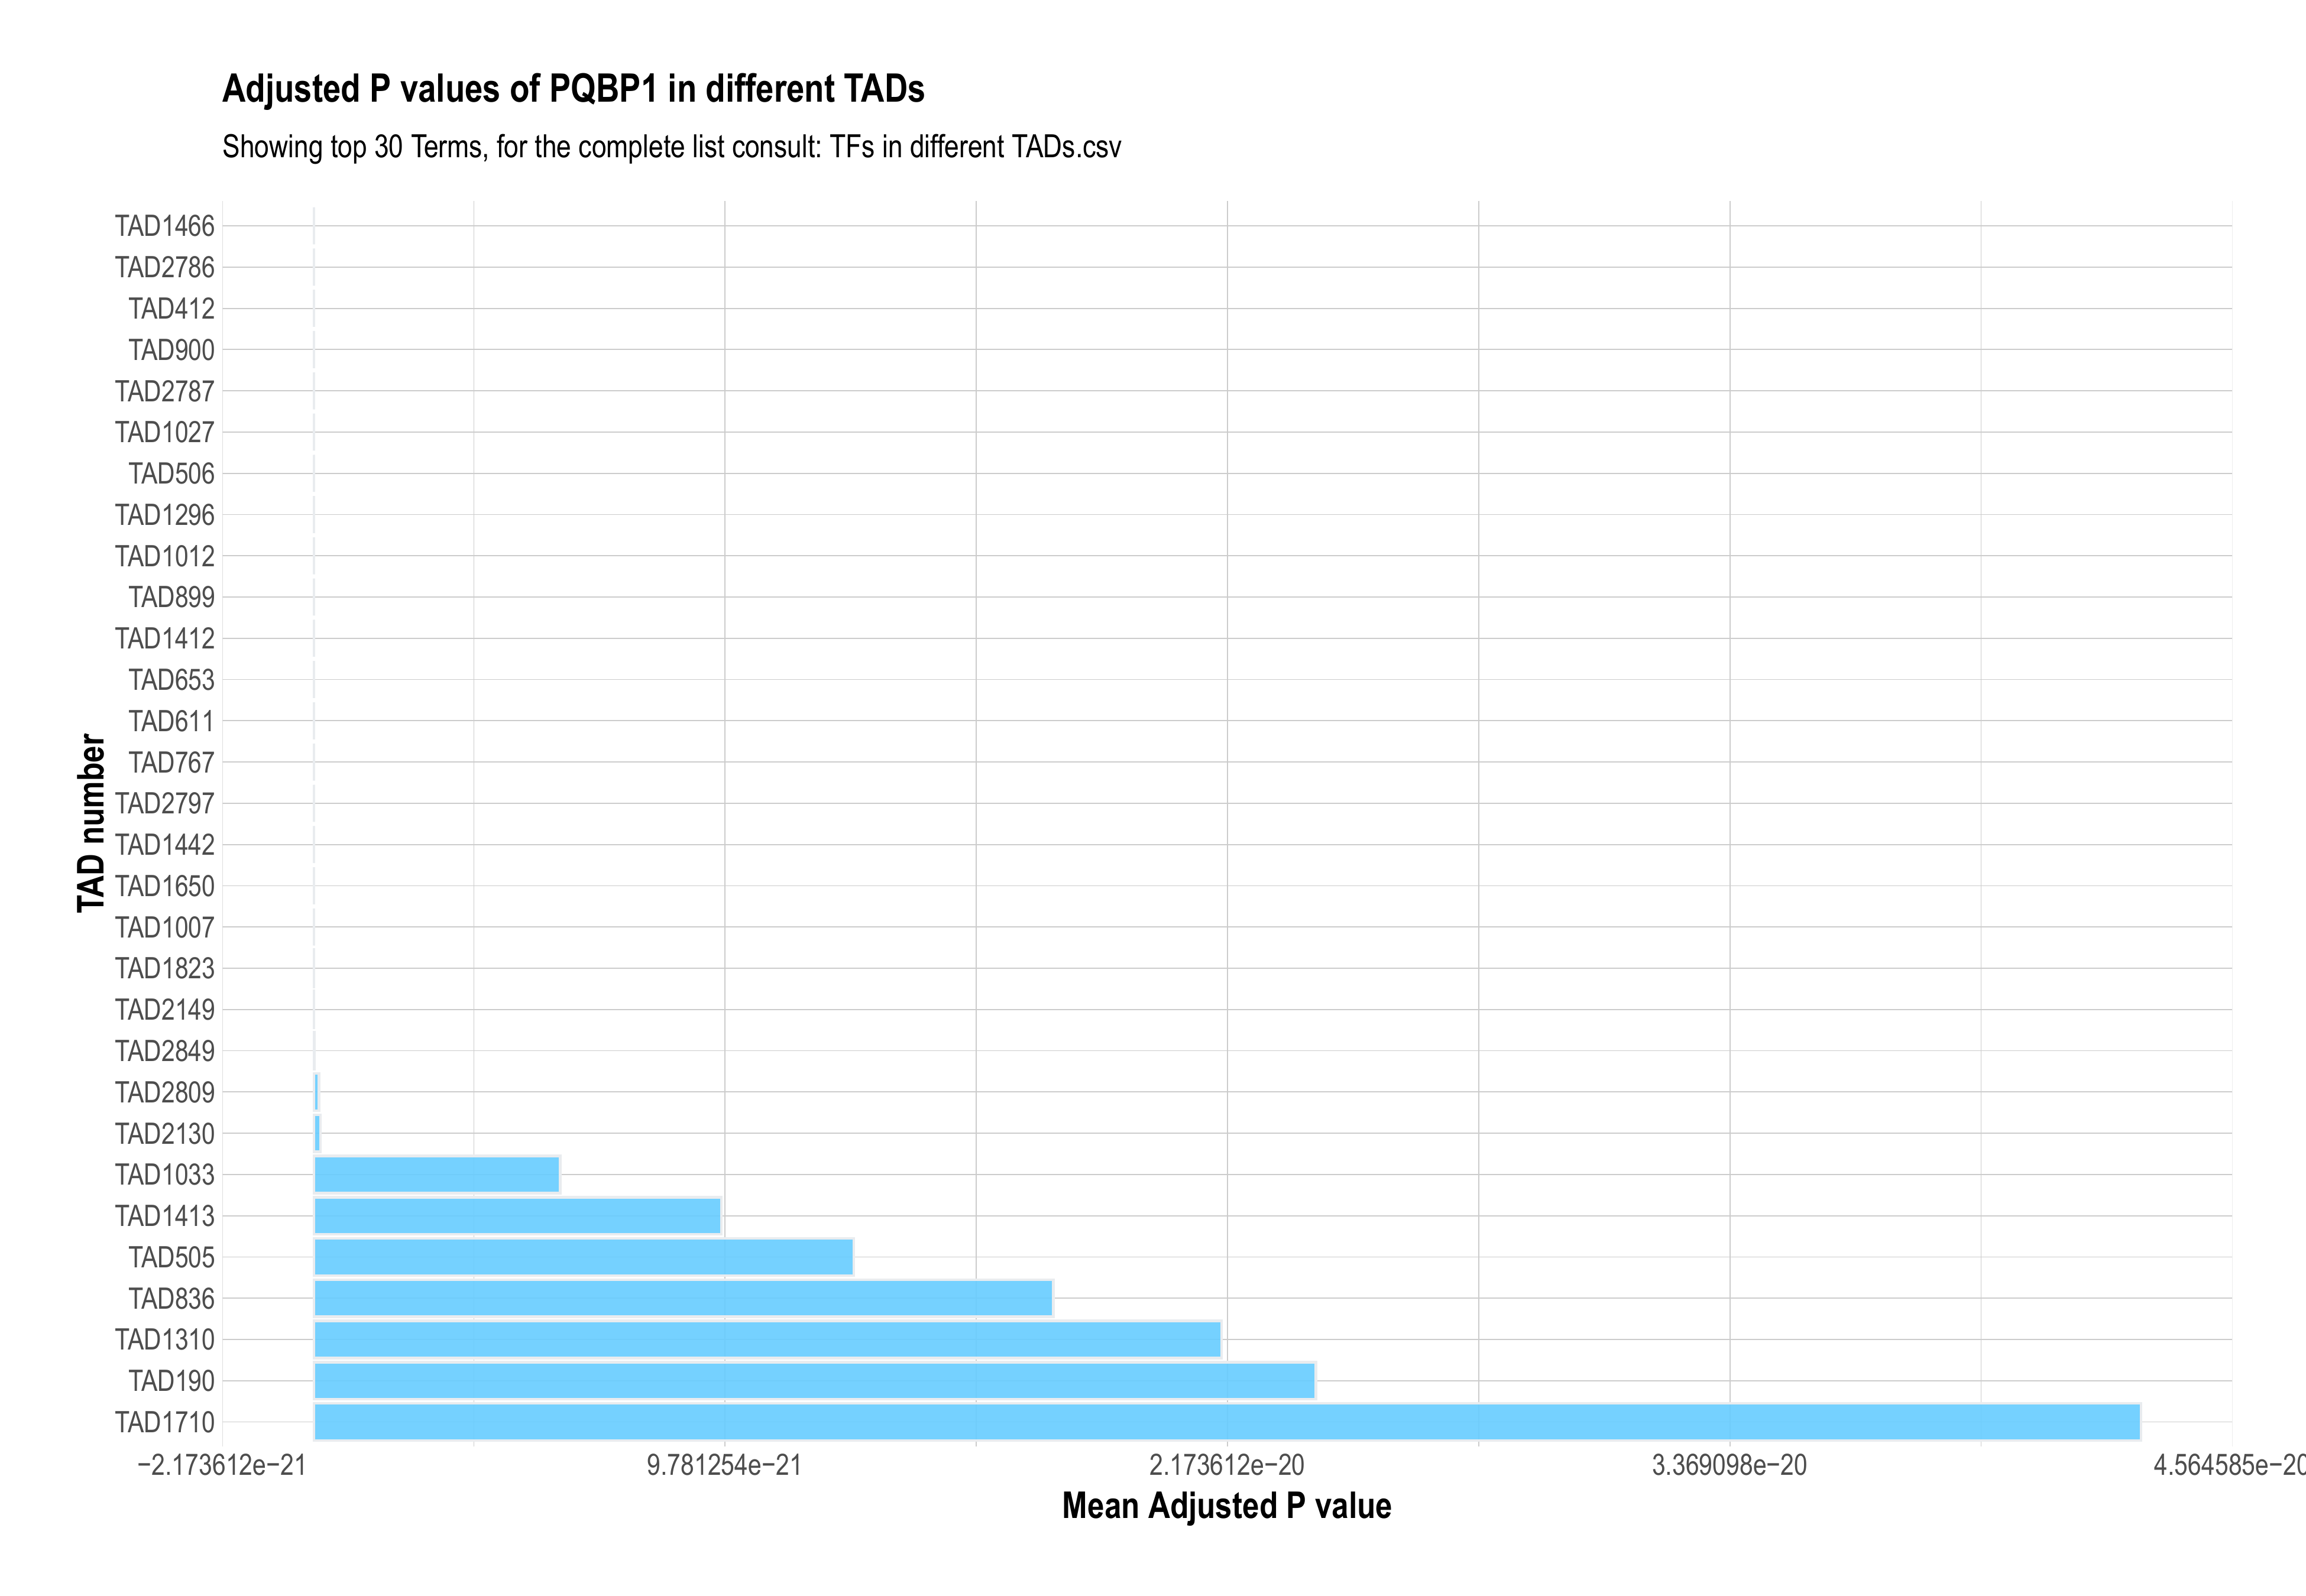 Adjusted P values of PQBP1 in different TADs
Showing top 30 Terms, for the complete list consult: TFs in different TADs.csv
TAD number
TAD1466
TAD2786
TAD412
TAD900
TAD2787
TAD1027
TAD506
TAD1296
TAD1012
TAD899
TAD1412
TAD653
TAD611
TAD767
TAD2797
TAD1442
TAD1650
TAD1007
TAD1823
TAD2149
TAD2849
TAD2809
TAD2130
TAD1033
TAD1413
TAD505
TAD836
TAD1310
TAD190
TAD1710
−2.173612e−21 9.781254e−21 2.173612e−20 3.369098e−20 4.564585e−20
Mean Adjusted P value